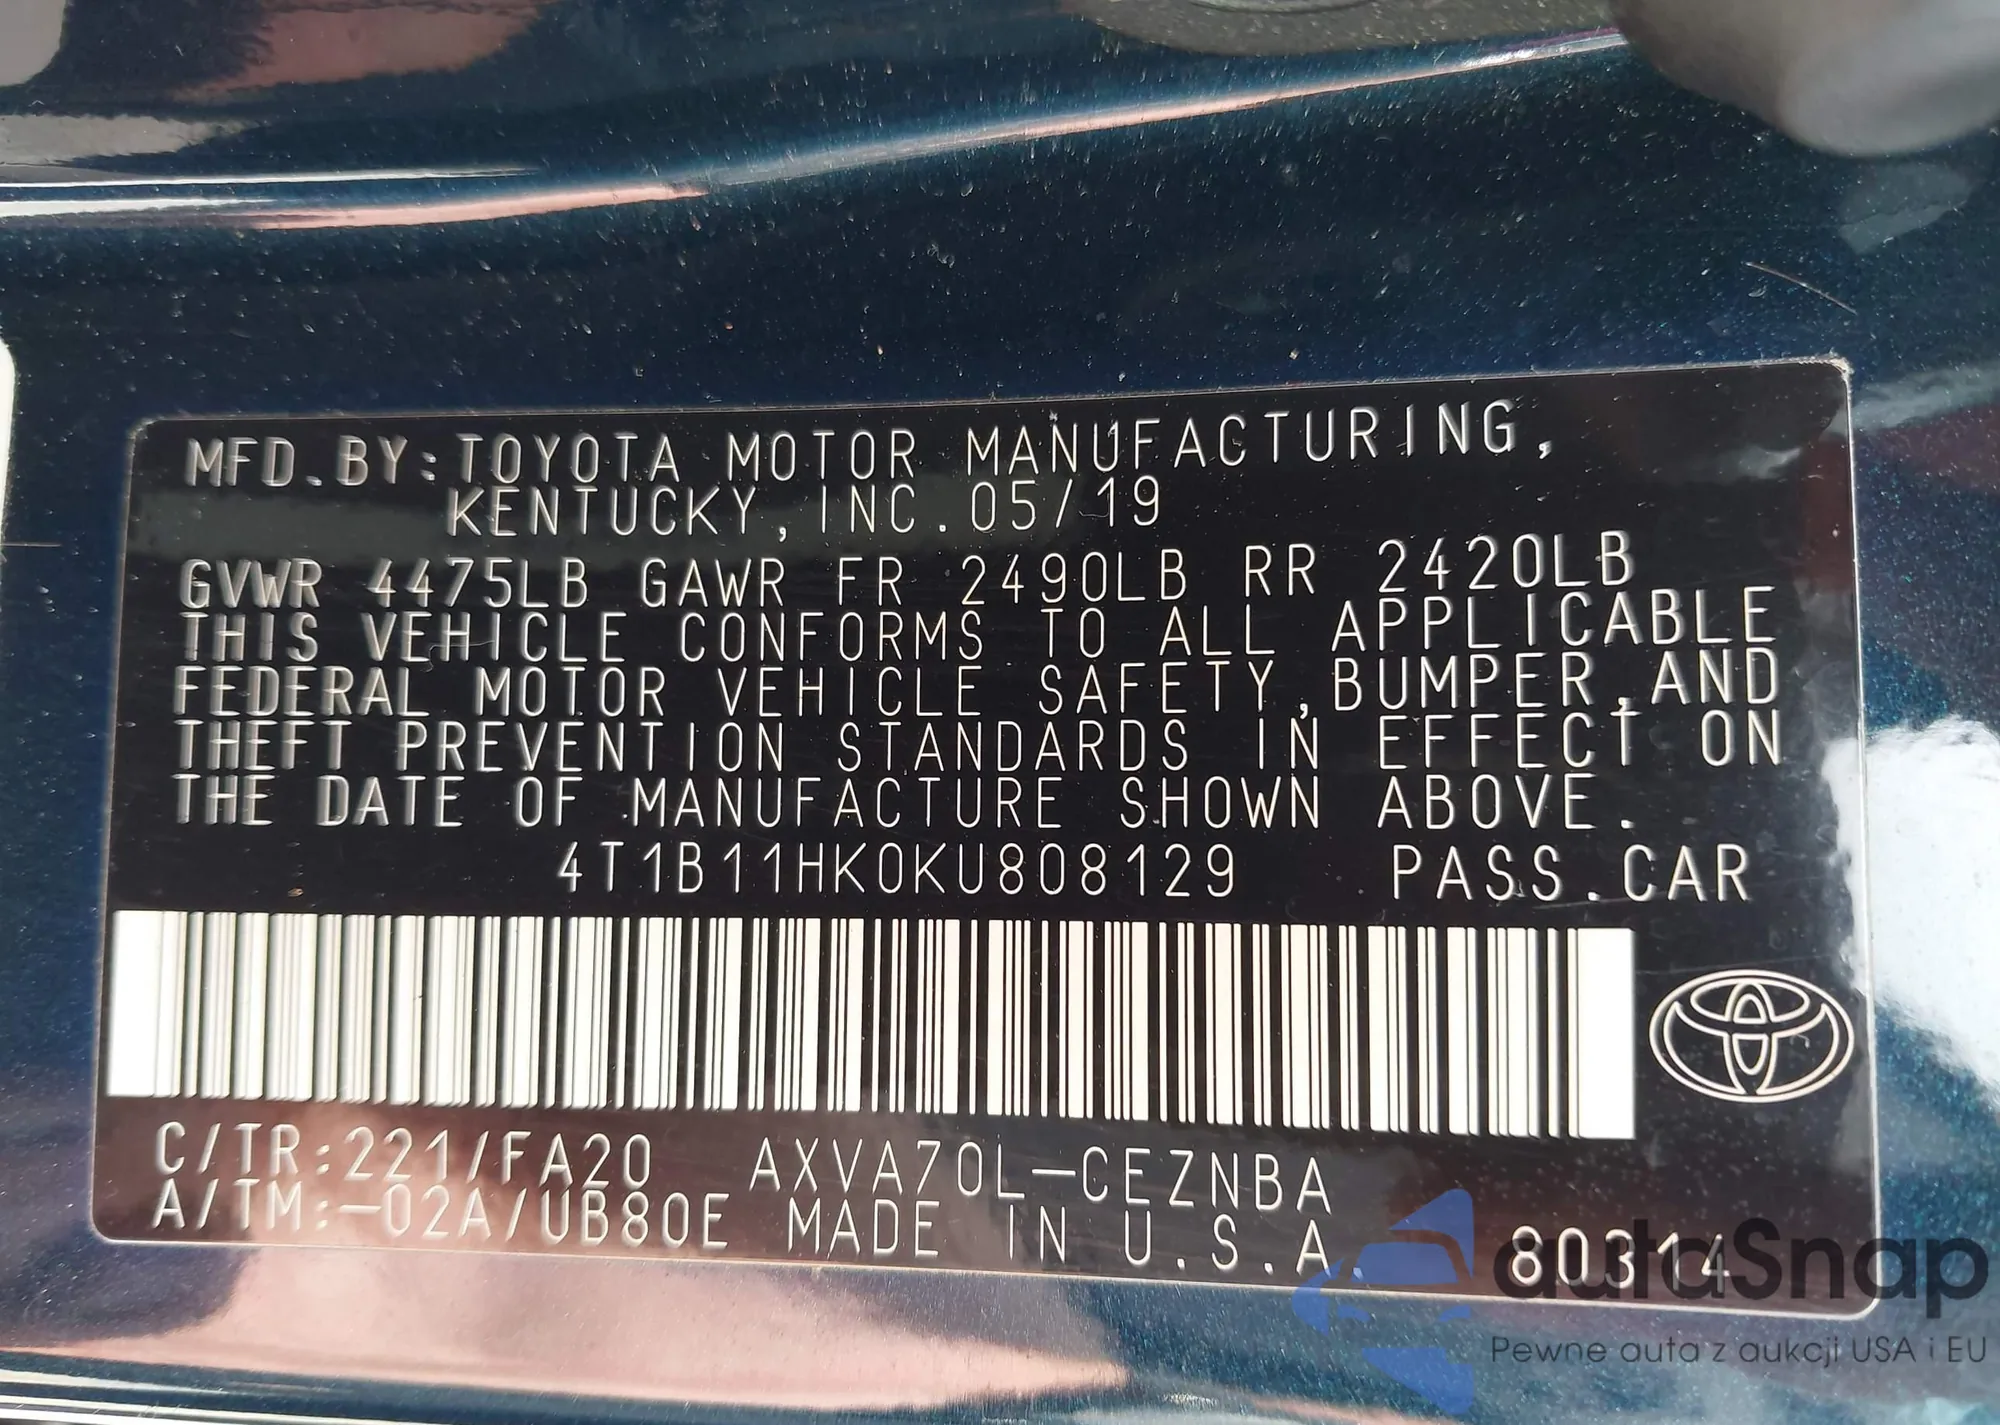 MFD.BY:TOYOTA MOTOR MANUFACTURING,
KENTUCKY, INC. 05/19
GVWR 4475LB GAWR FR 2490LB RR 2420LB
THIS VEHICLE CONFORMS TO ALL APPLICABLE
FEDERAL MOTOR VEHICLE SAFETY,BUMPER,AND
THEFT PREVENTION STANDARDS IN EFFECT ON
THE DATE OF MANUFACTURE SHOWN ABOVE.
4T1B11HK0KU808129 PASS.CAR
C/TR:221/FA20 AXVA70L-CEZNBA
A/TM:-02A/UB80E MADE IN U.S.A. 80314
autoSnap
Pewne auta z aukcji USA i EU